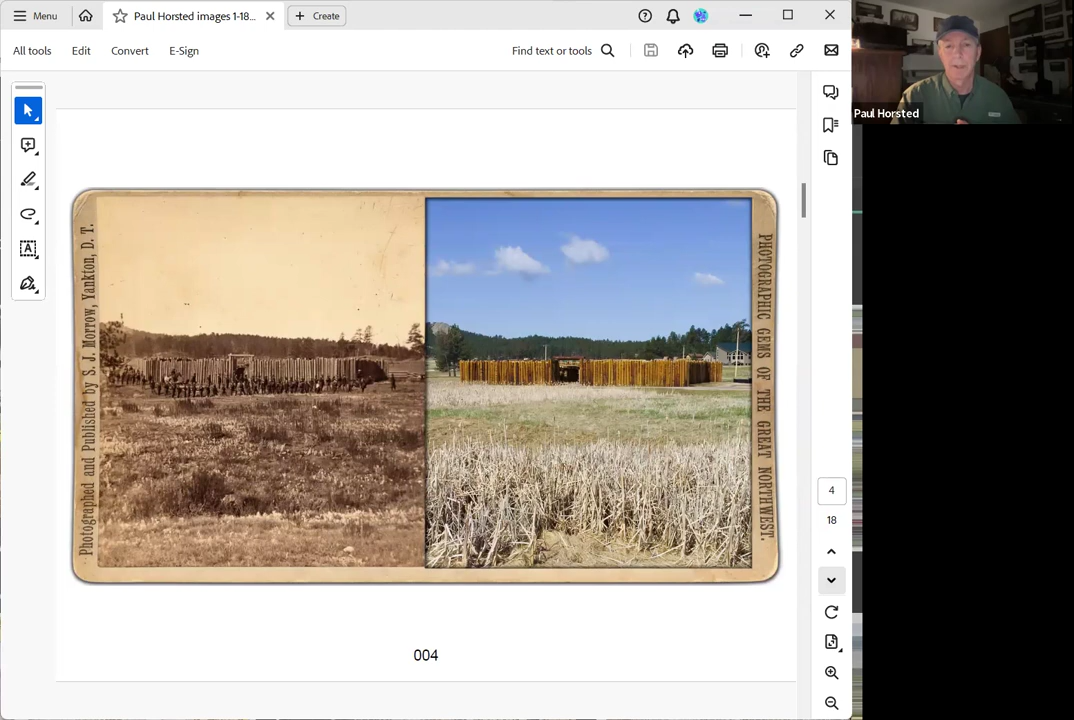 Menu
Paul Horsted images 1-18...
Create
All tools
Edit
Convert
E-Sign
Find text or tools
Paul Horsted
Photographed and Published by S. J. Morrow, Yankton, D. T.
PHOTOGRAPHIC GEMS OF THE GREAT NORTHWEST.
4
18
004